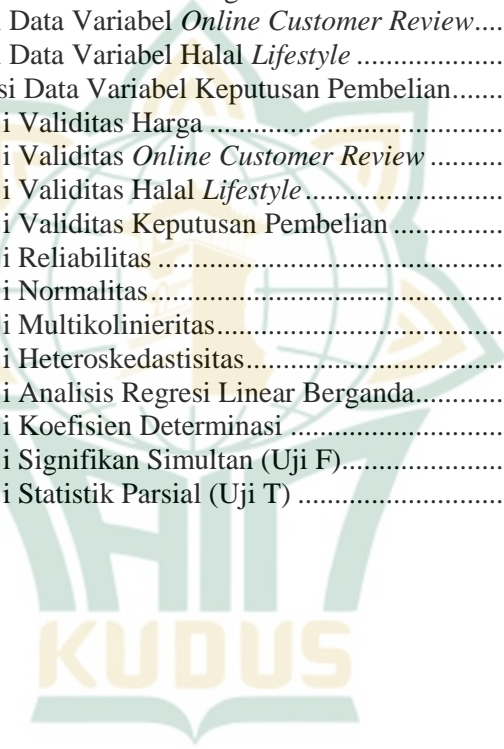 Data Variabel Online Customer Review....
Data Variabel Halal Lifestyle ....................
si Data Variabel Keputusan Pembelian.......
i Validitas Harga ........................................
i Validitas Online Customer Review ..........
i Validitas Halal Lifestyle...........................
i Validitas Keputusan Pembelian ................
i Reliabilitas ................................................
i Normalitas.................................................
i Multikolinieritas.......................................
i Heteroskedastisitas...................................
i Analisis Regresi Linear Berganda.............
i Koefisien Determinasi ..............................
i Signifikan Simultan (Uji F)......................
i Statistik Parsial (Uji T) .............................
KUDUS